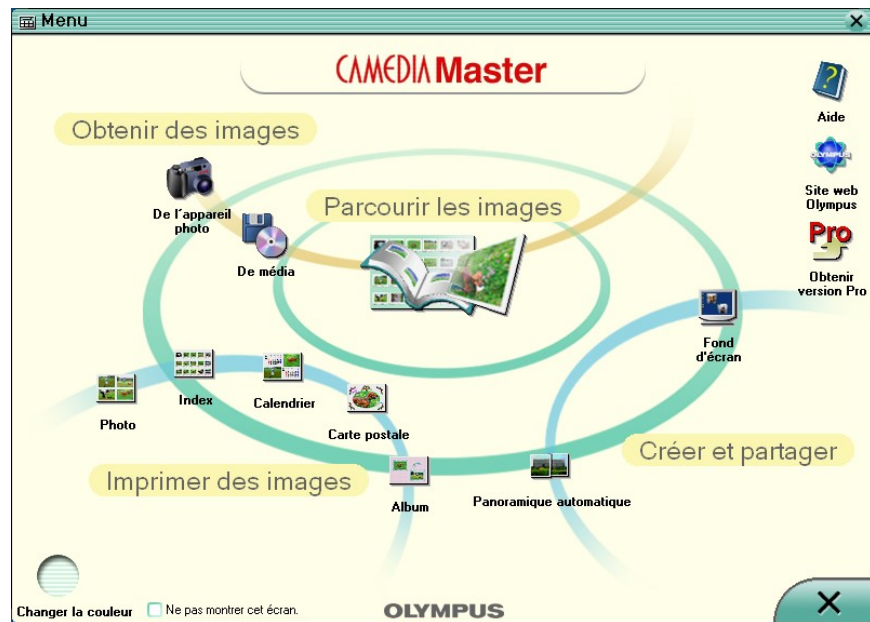 Menu
CAMEDIA Master
Obtenir des images
De l'appareil
photo
De média
Parcourir les images
Aide
OLYMPUS
Site web
Olympus
Pro
Obtenir
version Pro
Fond
d'écran
Photo
Index
Calendrier
Carte postale
Imprimer des images
Album
Panoramique automatique
Créer et partager
Changer la couleur
Ne pas montrer cet écran.
OLYMPUS